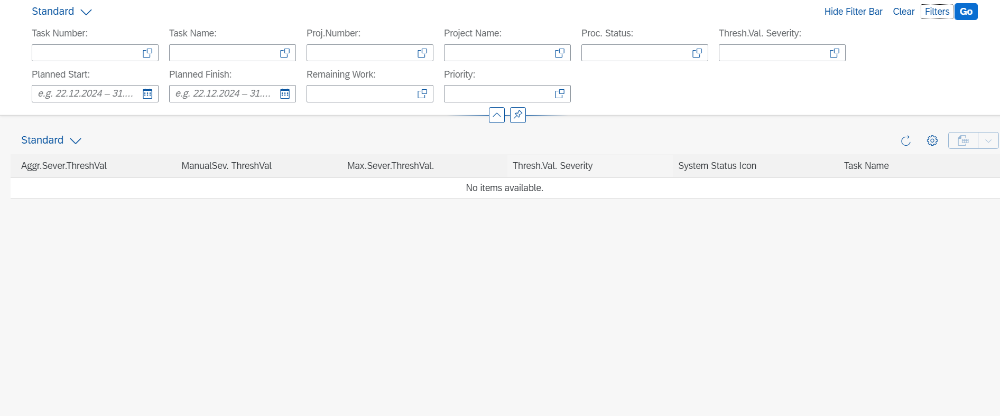 Standard Hide Filter Bar Clear Filters Go
Task Number: Task Name: Proj.Number: Project Name: Proc. Status: Thresh.Val. Severity:
Planned Start: Planned Finish: Remaining Work: Priority:
e.g. 22.12.2024 – 31.... e.g. 22.12.2024 – 31....
Standard
Aggr.Sever.ThreshVal ManualSev. ThreshVal Max.Sever.ThreshVal. Thresh.Val. Severity System Status Icon Task Name
No items available.